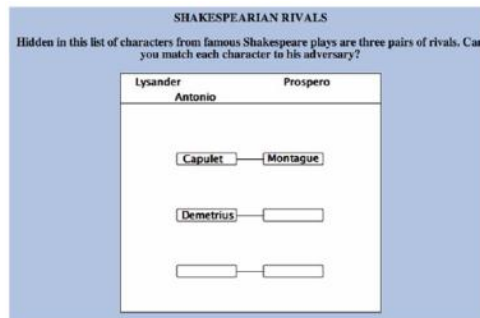 SHAKESPEARIAN RIVALS
Hidden in this list of characters from famous Shakespeare plays are three pairs of rivals. Can
you match each character to his adversary?
Lysander Prospero
Antonio
Capulet Montague
Demetrius